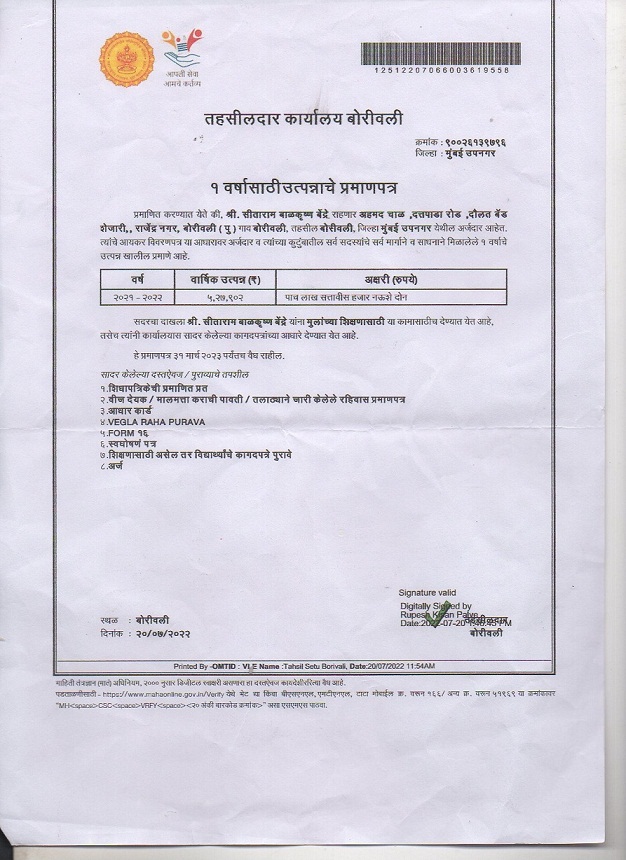 आपली सेवा
आमचे कर्तव्य
12512207066003619558
तहसीलदार कार्यालय बोरीवली
क्रमांक : ९००२६१३९७९६
जिल्हा : मुंबई उपनगर
१ वर्षासाठी उत्पन्नाचे प्रमाणपत्र
प्रमाणित करण्यात येते की, श्री. सीताराम बाळकृष्ण बेंद्रे राहणार अहमद चाळ ,दत्तपाडा रोड ,दौलत बेंड
शेजारी,, राजेंद्र नगर, बोरीवली ( पु ) गाव बोरीवली, तहसील बोरीवली, जिल्हा मुंबई उपनगर येथील अर्जदार आहेत.
त्यांचे आयकर विवरणपत्र या आधारावर अर्जदार व त्यांच्या कुटुंबातील सर्व सदस्यांचे सर्व मार्गाने व साधनाने मिळालेले १ वर्षाचे
उत्पन्न खालील प्रमाणे आहे.
वर्ष वार्षिक उत्पन्न (₹) अक्षरी (रुपये)
२०२१ - २०२२ ५,२७,९०२ पाच लाख सत्तावीस हजार नऊशे दोन
सदरचा दाखला श्री. सीताराम बाळकृष्ण बेंद्रे यांना मुलांच्या शिक्षणासाठी या कामासाठीच देण्यात येत आहे,
तसेच त्यांनी कार्यालयास सादर केलेल्या कागदपत्रांच्या आधारे देण्यात येत आहे.
हे प्रमाणपत्र ३१ मार्च २०२३ पर्यंतच वैध राहील.
सादर केलेल्या दस्तऐवज / पुराव्याचे तपशील
१.शिधापत्रिकेची प्रमाणित प्रत
२.वीज देयक / मालमत्ता कराची पावती / तलाठ्याने जारी केलेले रहिवास प्रमाणपत्र
३.आधार कार्ड
४.VEGLA RAHA PURAVA
५.FORM १६
६.स्वघोषणं पत्र
७.शिक्षणासाठी असेल तर विद्यार्थ्यांचे कागदपत्रे पुरावे
८.अर्ज
Signature valid
Digitally Signed by
Rupesh Kisan Palve
Date:2022-07-20
तहसीलदार
बोरीवली
स्थळ : बोरीवली
दिनांक : २०/०७/२०२२
Printed By -OMTID : VLE Name :Tahsil Setu Borivali, Date:20/07/2022 11:54AM
माहिती तंत्रज्ञान (मात) अधिनियम, २००० नुसार डिजीटल स्वाक्षरी असणारा हा दस्तऐवज कायदेशीररित्या वैध आहे.
पडताळणीसाठी - https://www.mahaonline.gov.in/Verify येथे भेट द्या किंवा बीएसएनएल, एमटीएनएल, टाटा मोबाईल क्र. वरून १६६/ अन्य क्र. वरून ५१९६९ या क्रमांकावर
"MH<space>CSC<space>VRFY<space><२० अंकी बारकोड क्रमांक>" असा एसएमएस पाठवा.